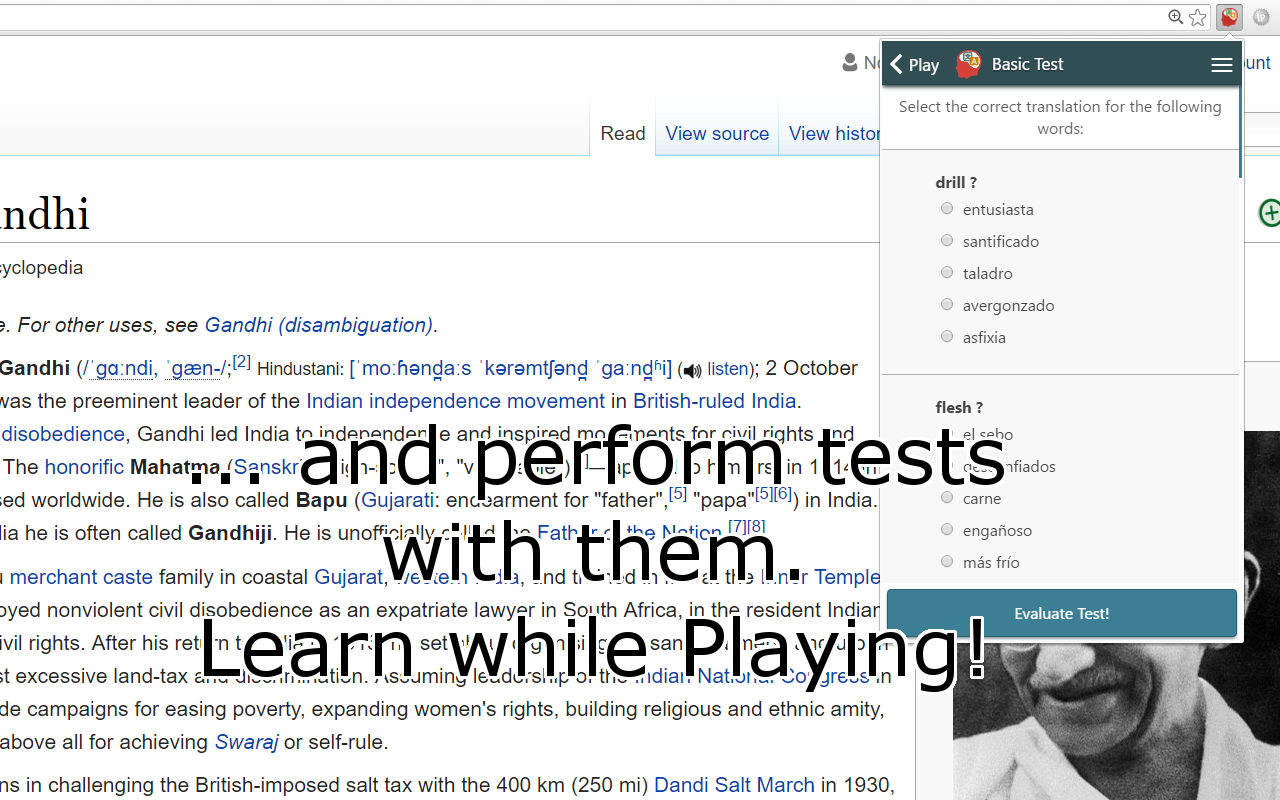 Play Basic Test
Select the correct translation for the following
words:
drill ?
entusiasta
santificado
taladro
avergonzado
asfixia
flesh ?
el sebo
desconfiados
carne
engañoso
más frío
Evaluate Test!
Read View source View histor
ount
ndhi
cyclopedia
e. For other uses, see Gandhi (disambiguation).
Gandhi (/ˈɡɑːndi, ˈɡæn-/;[2] Hindustani: [ˈmoːɦənd̪aːs ˈkərəmtʃənd̪ ˈɡaːnd̪ʱi] (listen); 2 October
was the preeminent leader of the Indian independence movement in British-ruled India.
disobedience, Gandhi led India to independence and inspired movements for civil rights and
The honorific Mahatma (Sanskr
in 1914
sed worldwide. He is also called Bapu (Gujarati: endearment for "father",[5] "papa"[5][6]) in India.
dia he is often called Gandhiji. He is unofficially called the Father of the Nation.[7][8]
merchant caste family in coastal Gujarat, western India, and trained in at the Inner Temple
oyed nonviolent civil disobedience as an expatriate lawyer in South Africa, in the resident Indian
civil rights. After his return
st excessive land-tax and discrimination. Assuming leadership of the Indian National Congress in
de campaigns for easing poverty, expanding women's rights, building religious and ethnic amity,
above all for achieving Swaraj or self-rule.
ns in challenging the British-imposed salt tax with the 400 km (250 mi) Dandi Salt March in 1930,
... and perform tests
with them.
Learn while Playing!